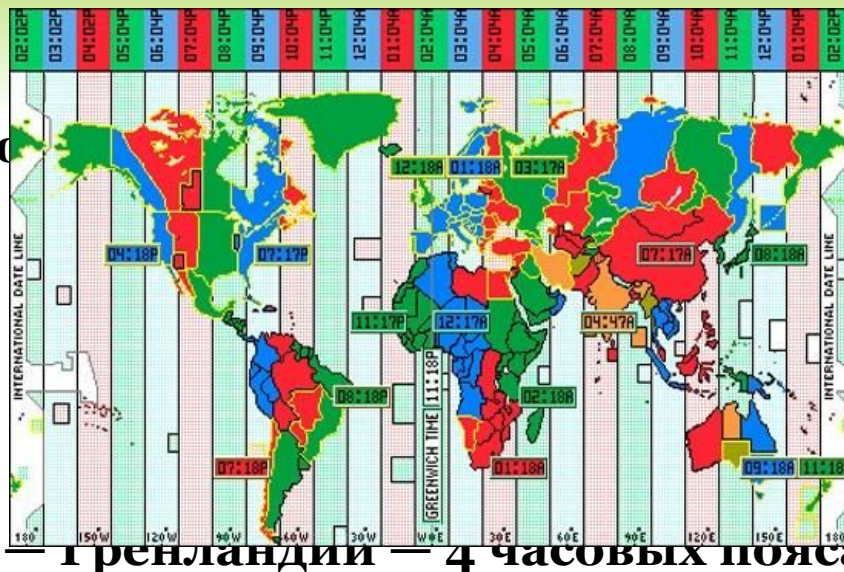 02:02P 03:02P 04:02P 05:04P 06:04P 07:04P 08:04P 09:04P 10:04P 11:04P 12:04A 01:04A 02:04A 03:04A 04:04A 05:04A 06:04A 07:04A 08:04A 09:04A 10:04A 11:04A 12:04P 01:04P 02:02P
12:18A 01:18A 03:17A
04:18P 07:17P 07:17A 08:18A
INTERNATIONAL DATE LINE
INTERNATIONAL DATE LINE
11:17P 12:17A 04:47A
GREENWICH TIME 11:18P
08:18P 02:18A
07:18P 01:18A 09:18A 11:18
180° 150W 120W 90W 60W 30W W0E 30E 60E 90E 120E 150E 180
— Гренландии — 4 часовых пояса